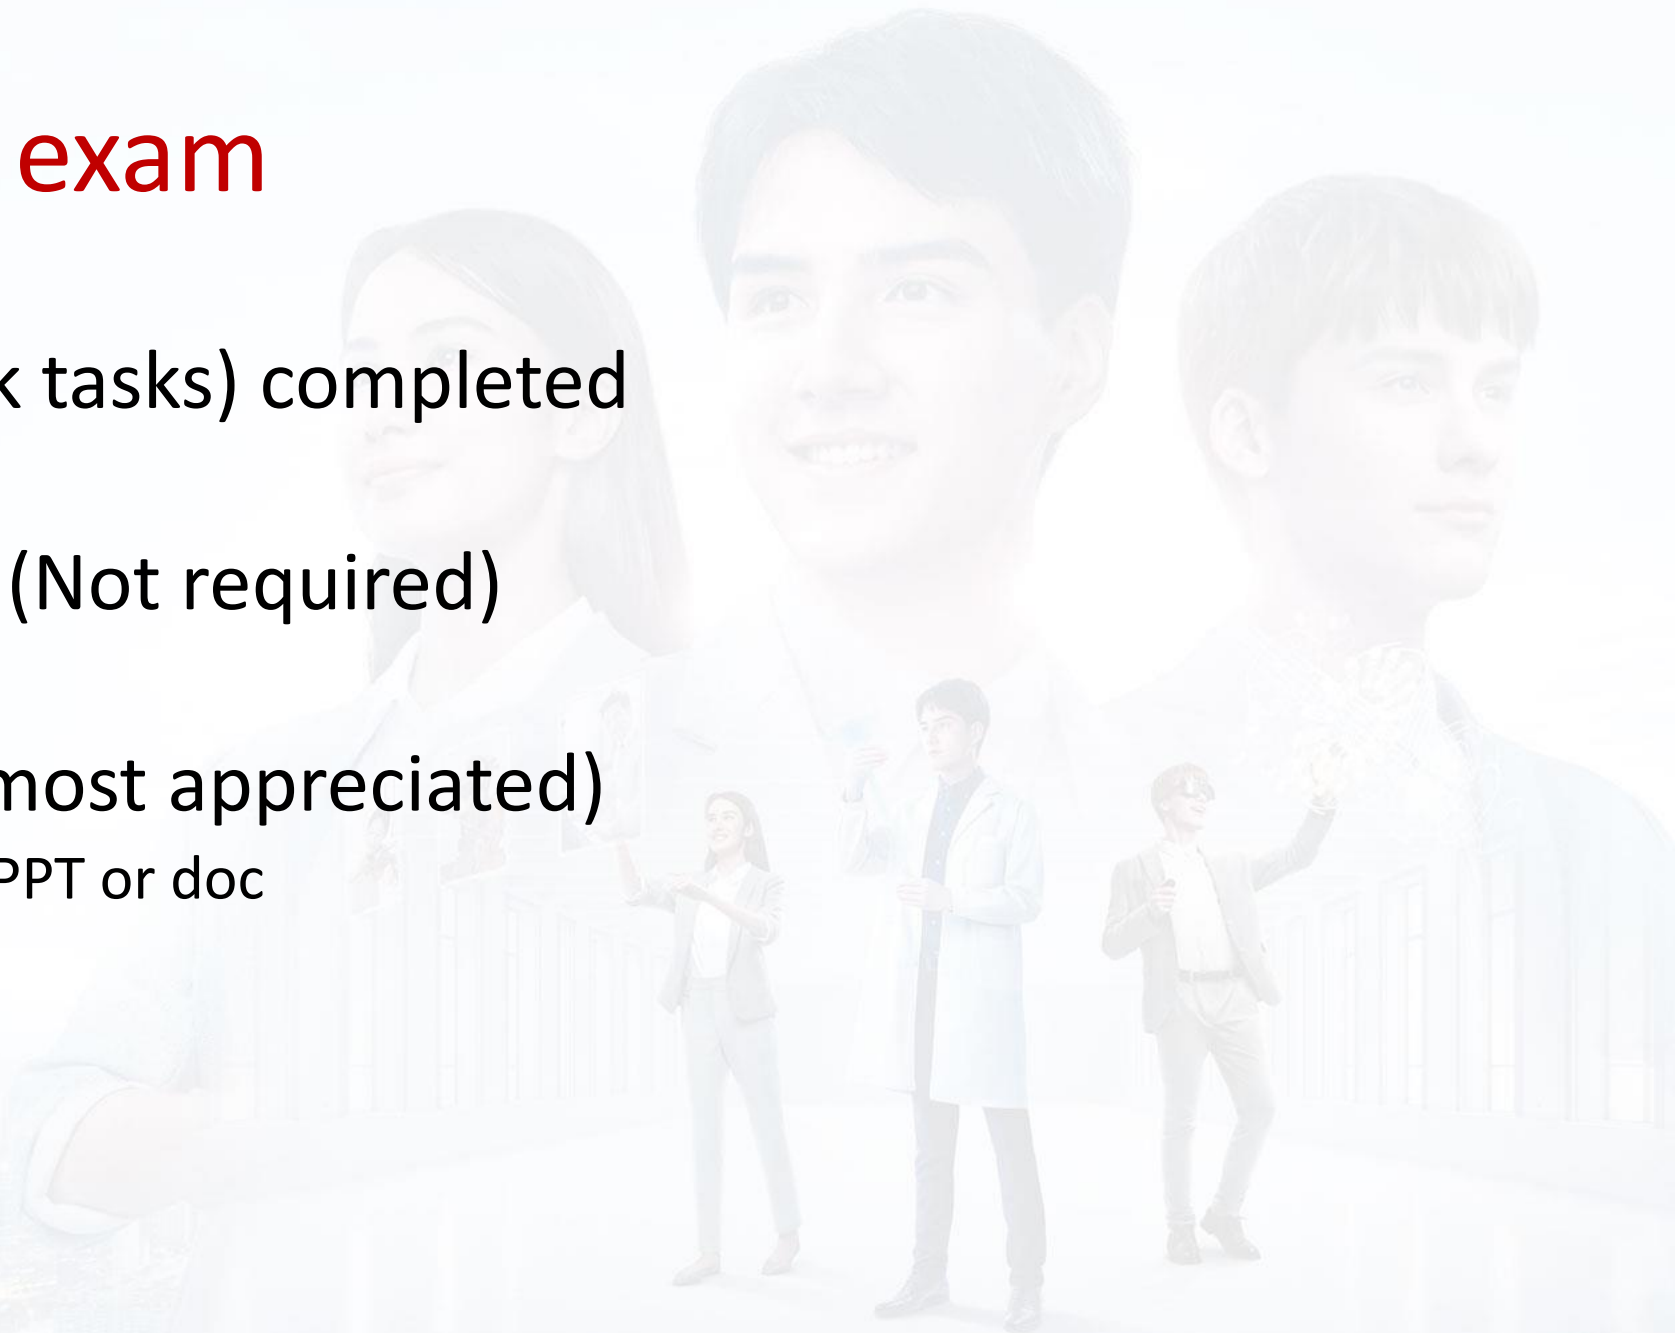 exam
k tasks) completed
(Not required)
most appreciated)
PPT or doc